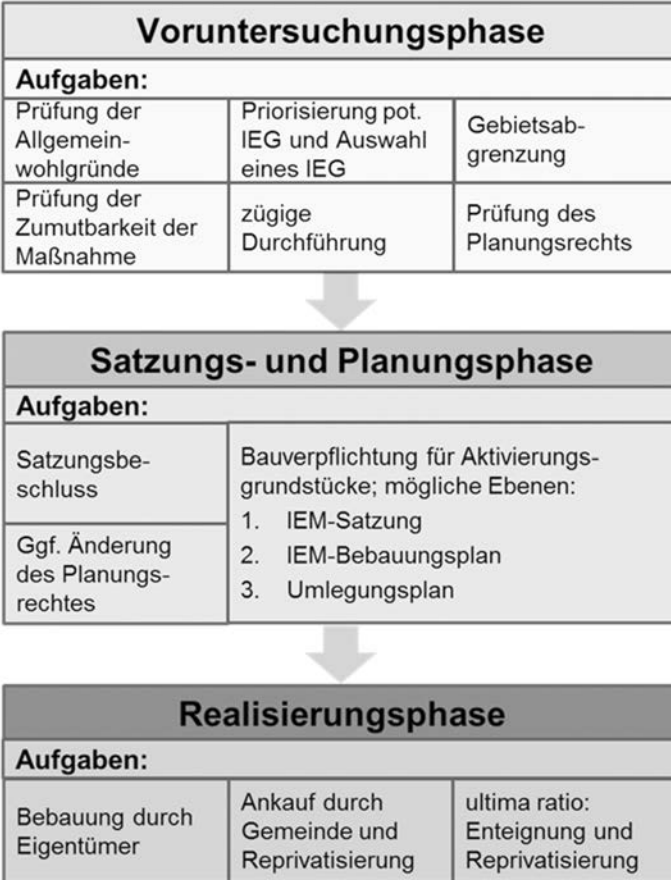 Voruntersuchungsphase
Aufgaben:
Prüfung der
Allgemein-
wohlgründe
Priorisierung pot.
IEG und Auswahl
eines IEG
Gebietsab-
grenzung
Prüfung der
Zumutbarkeit der
Maßnahme
zügige
Durchführung
Prüfung des
Planungsrechts
Satzungs- und Planungsphase
Aufgaben:
Satzungsbe-
schluss
Ggf. Änderung
des Planungs-
rechtes
Bauverpflichtung für Aktivierungs-
grundstücke; mögliche Ebenen:
1. IEM-Satzung
2. IEM-Bebauungsplan
3. Umlegungsplan
Realisierungsphase
Aufgaben:
Bebauung durch
Eigentümer
Ankauf durch
Gemeinde und
Reprivatisierung
ultima ratio:
Enteignung und
Reprivatisierung